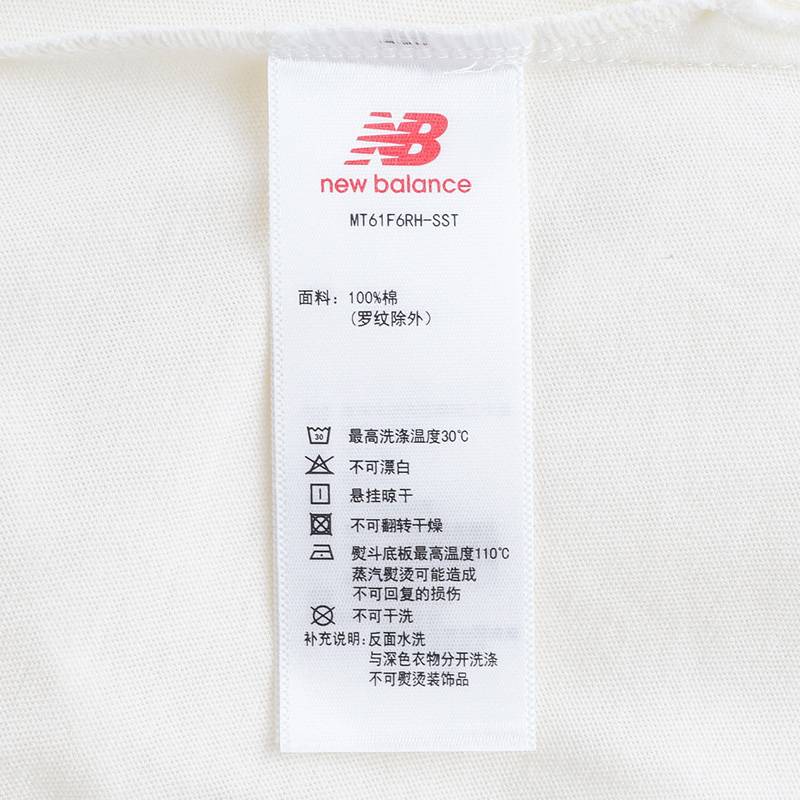 NB
new balance
MT61F6RH-SST
面料：100%棉
(罗纹除外)
30
最高洗涤温度30℃
不可漂白
悬挂晾干
不可翻转干燥
熨斗底板最高温度110℃
蒸汽熨烫可能造成
不可回复的损伤
不可干洗
补充说明:反面水洗
与深色衣物分开洗涤
不可熨烫装饰品